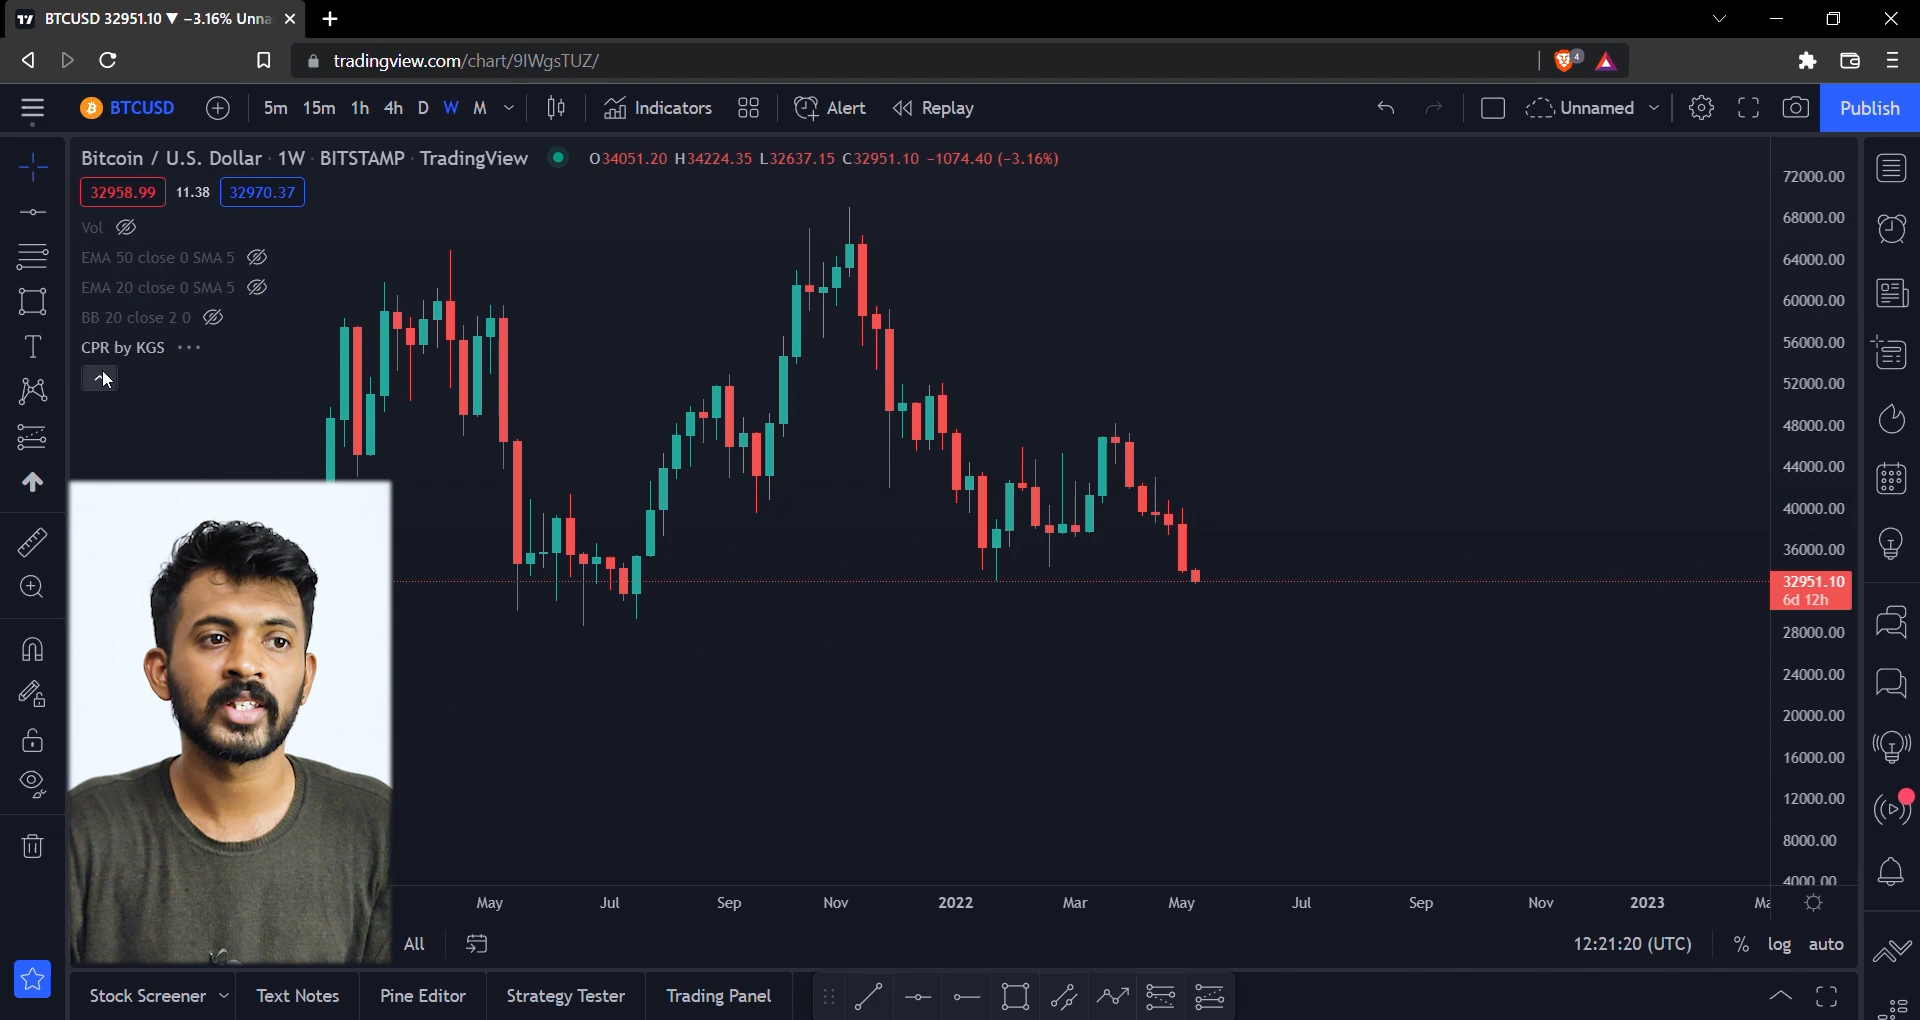 BTCUSD 32951.10 ▼ −3.16% Unna
tradingview.com/chart/9IWgsTUZ/
4
BTCUSD
5m 15m 1h 4h D W M
Indicators
Alert
Replay
Unnamed
Publish
Bitcoin / U.S. Dollar · 1W · BITSTAMP · TradingView
O34051.20 H34224.35 L32637.15 C32951.10 −1074.40 (−3.16%)
32958.99 11.38 32970.37
Vol
EMA 50 close 0 SMA 5
EMA 20 close 0 SMA 5
BB 20 close 2 0
CPR by KGS
72000.00
68000.00
64000.00
60000.00
56000.00
52000.00
48000.00
44000.00
40000.00
36000.00
32951.10
6d 12h
28000.00
24000.00
20000.00
16000.00
12000.00
8000.00
4000.00
May Jul Sep Nov 2022 Mar May Jul Sep Nov 2023 Ma
All
12:21:20 (UTC) % log auto
Stock Screener Text Notes Pine Editor Strategy Tester Trading Panel